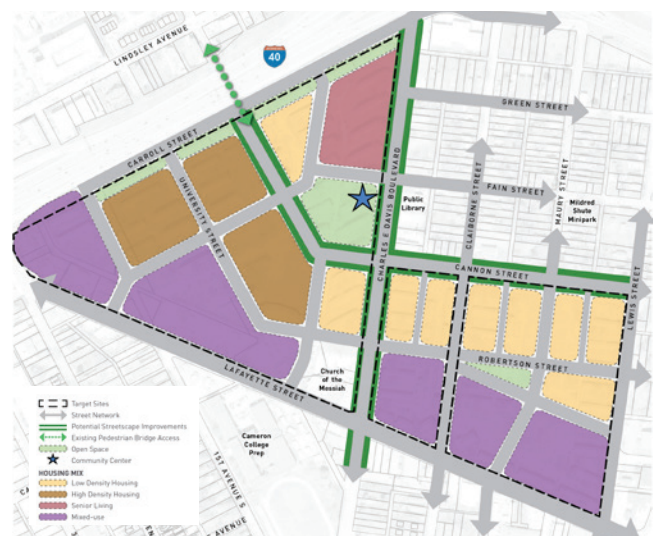 LINDSLEY AVENUE
40
CARROLL STREET
GREEN STREET
UNIVERSITY STREET
CHARLES E DAVIS BOULEVARD
Public
Library
FAIN STREET
CLAIBORNE STREET
MAURY STREET
Mildred
Shute
Minipark
CANNON STREET
LEWIS STREET
ROBERTSON STREET
LAFAYETTE STREET
Church
of the
Messiah
Cameron
College
Prep
1ST AVENUE S
AVENUE
Target Sites
Street Network
Potential Streetscape Improvements
Existing Pedestrian Bridge Access
Open Space
Community Center
HOUSING MIX
Low Density Housing
High Density Housing
Senior Living
Mixed-use